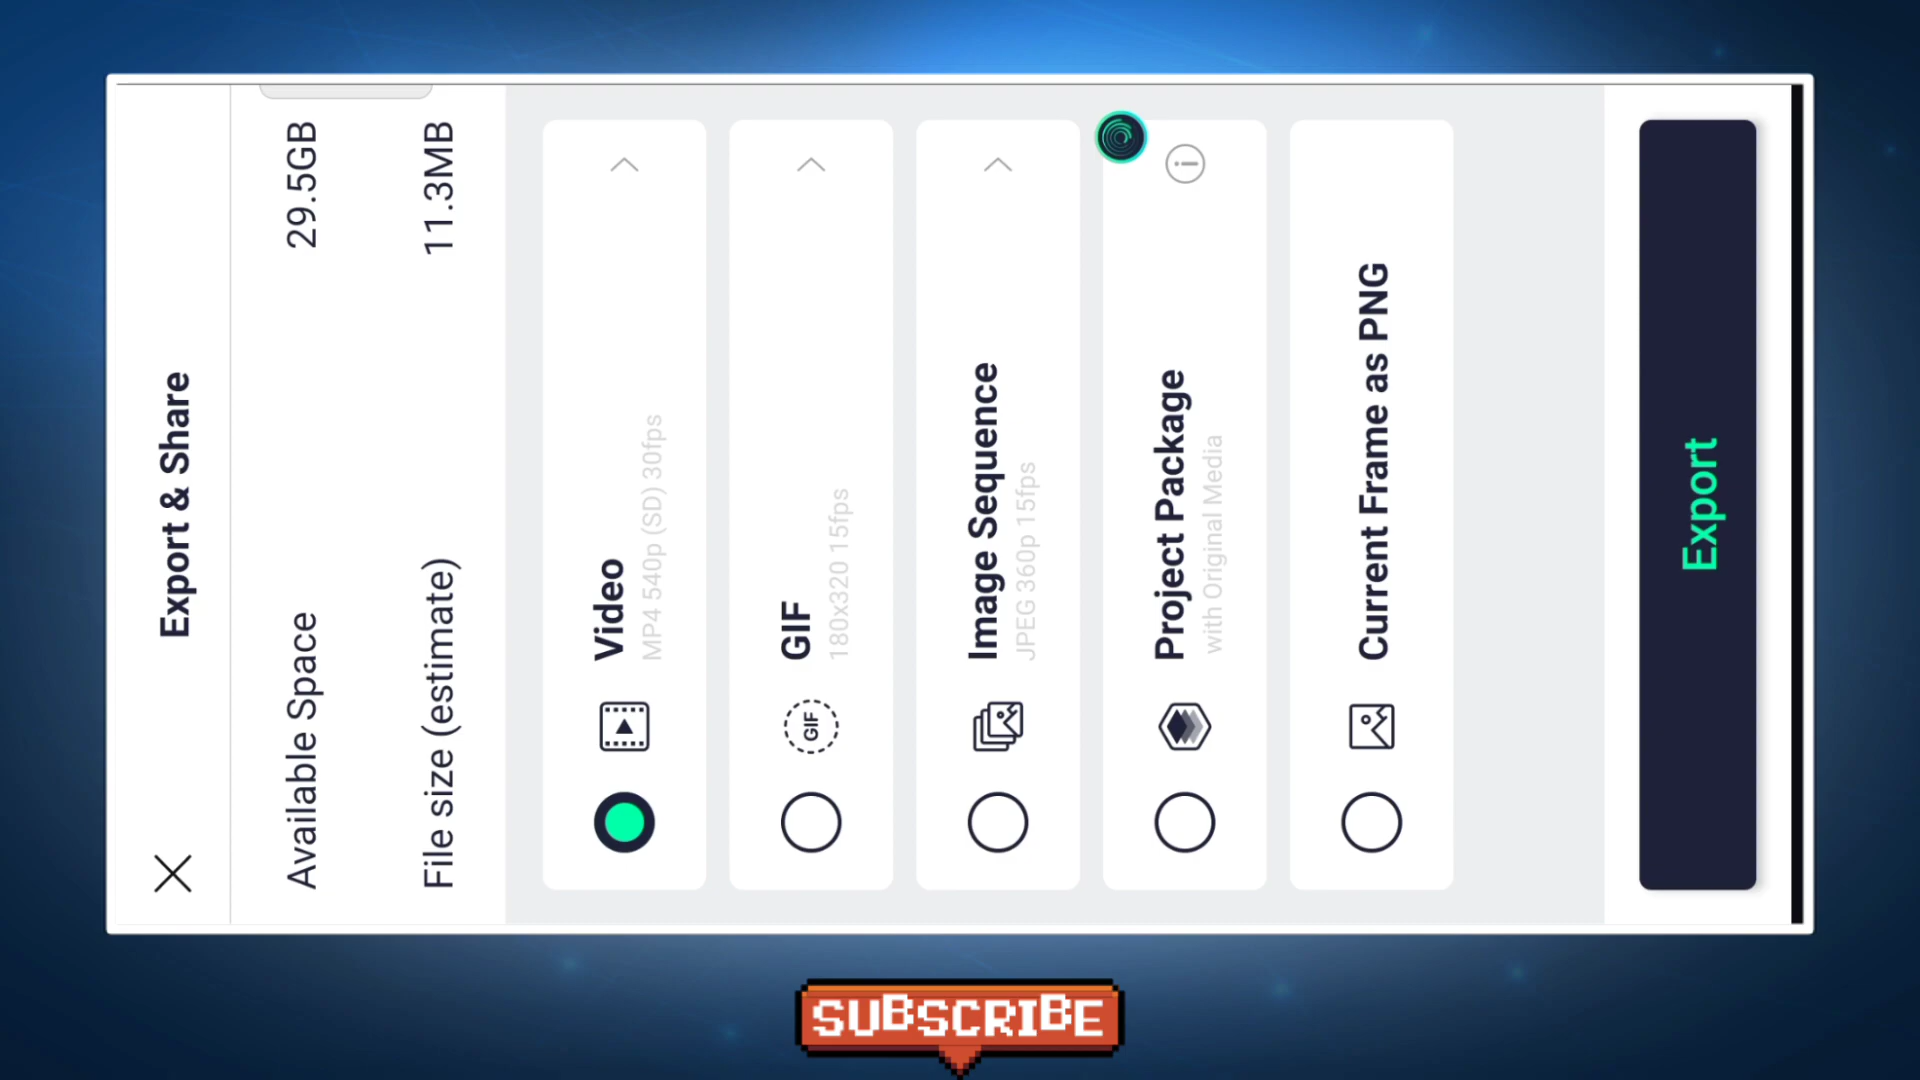 Export & Share
Available Space 29.5GB
File size (estimate) 11.3MB
Video
MP4 540p (SD) 30fps
GIF
GIF
180x320 15fps
Image Sequence
JPEG 360p 15fps
Project Package
with Original Media
Current Frame as PNG
Export
SUBSCRIBE